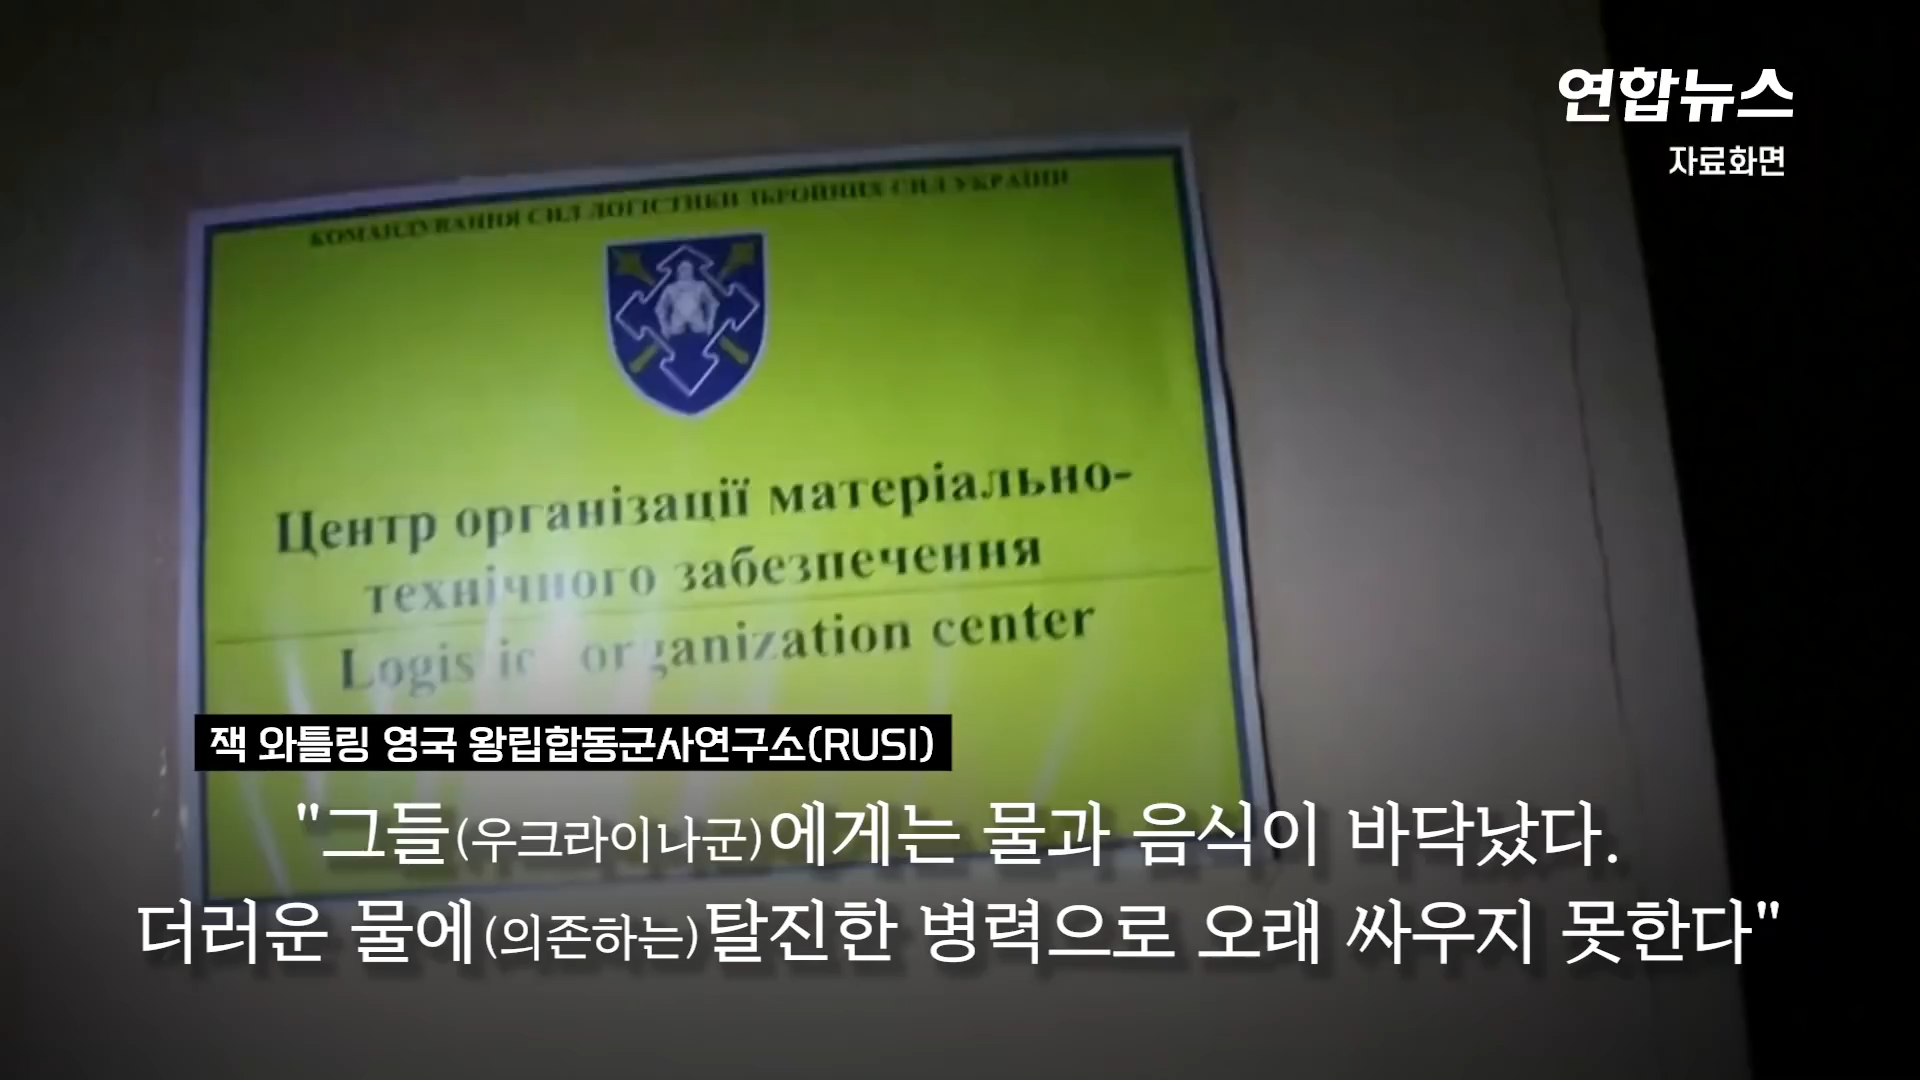 연합뉴스
자료화면
КОМАНДУВАННЯ СИЛ ЛОГІСТИКИ ЗБРОЙНИХ СИЛ УКРАЇНИ
Центр організації матеріально-
технічного забезпечення
Logistic organization center
잭 와틀링 영국 왕립합동군사연구소(RUSI)
"그들(우크라이나군)에게는 물과 음식이 바닥났다.
더러운 물에(의존하는)탈진한 병력으로 오래 싸우지 못한다"